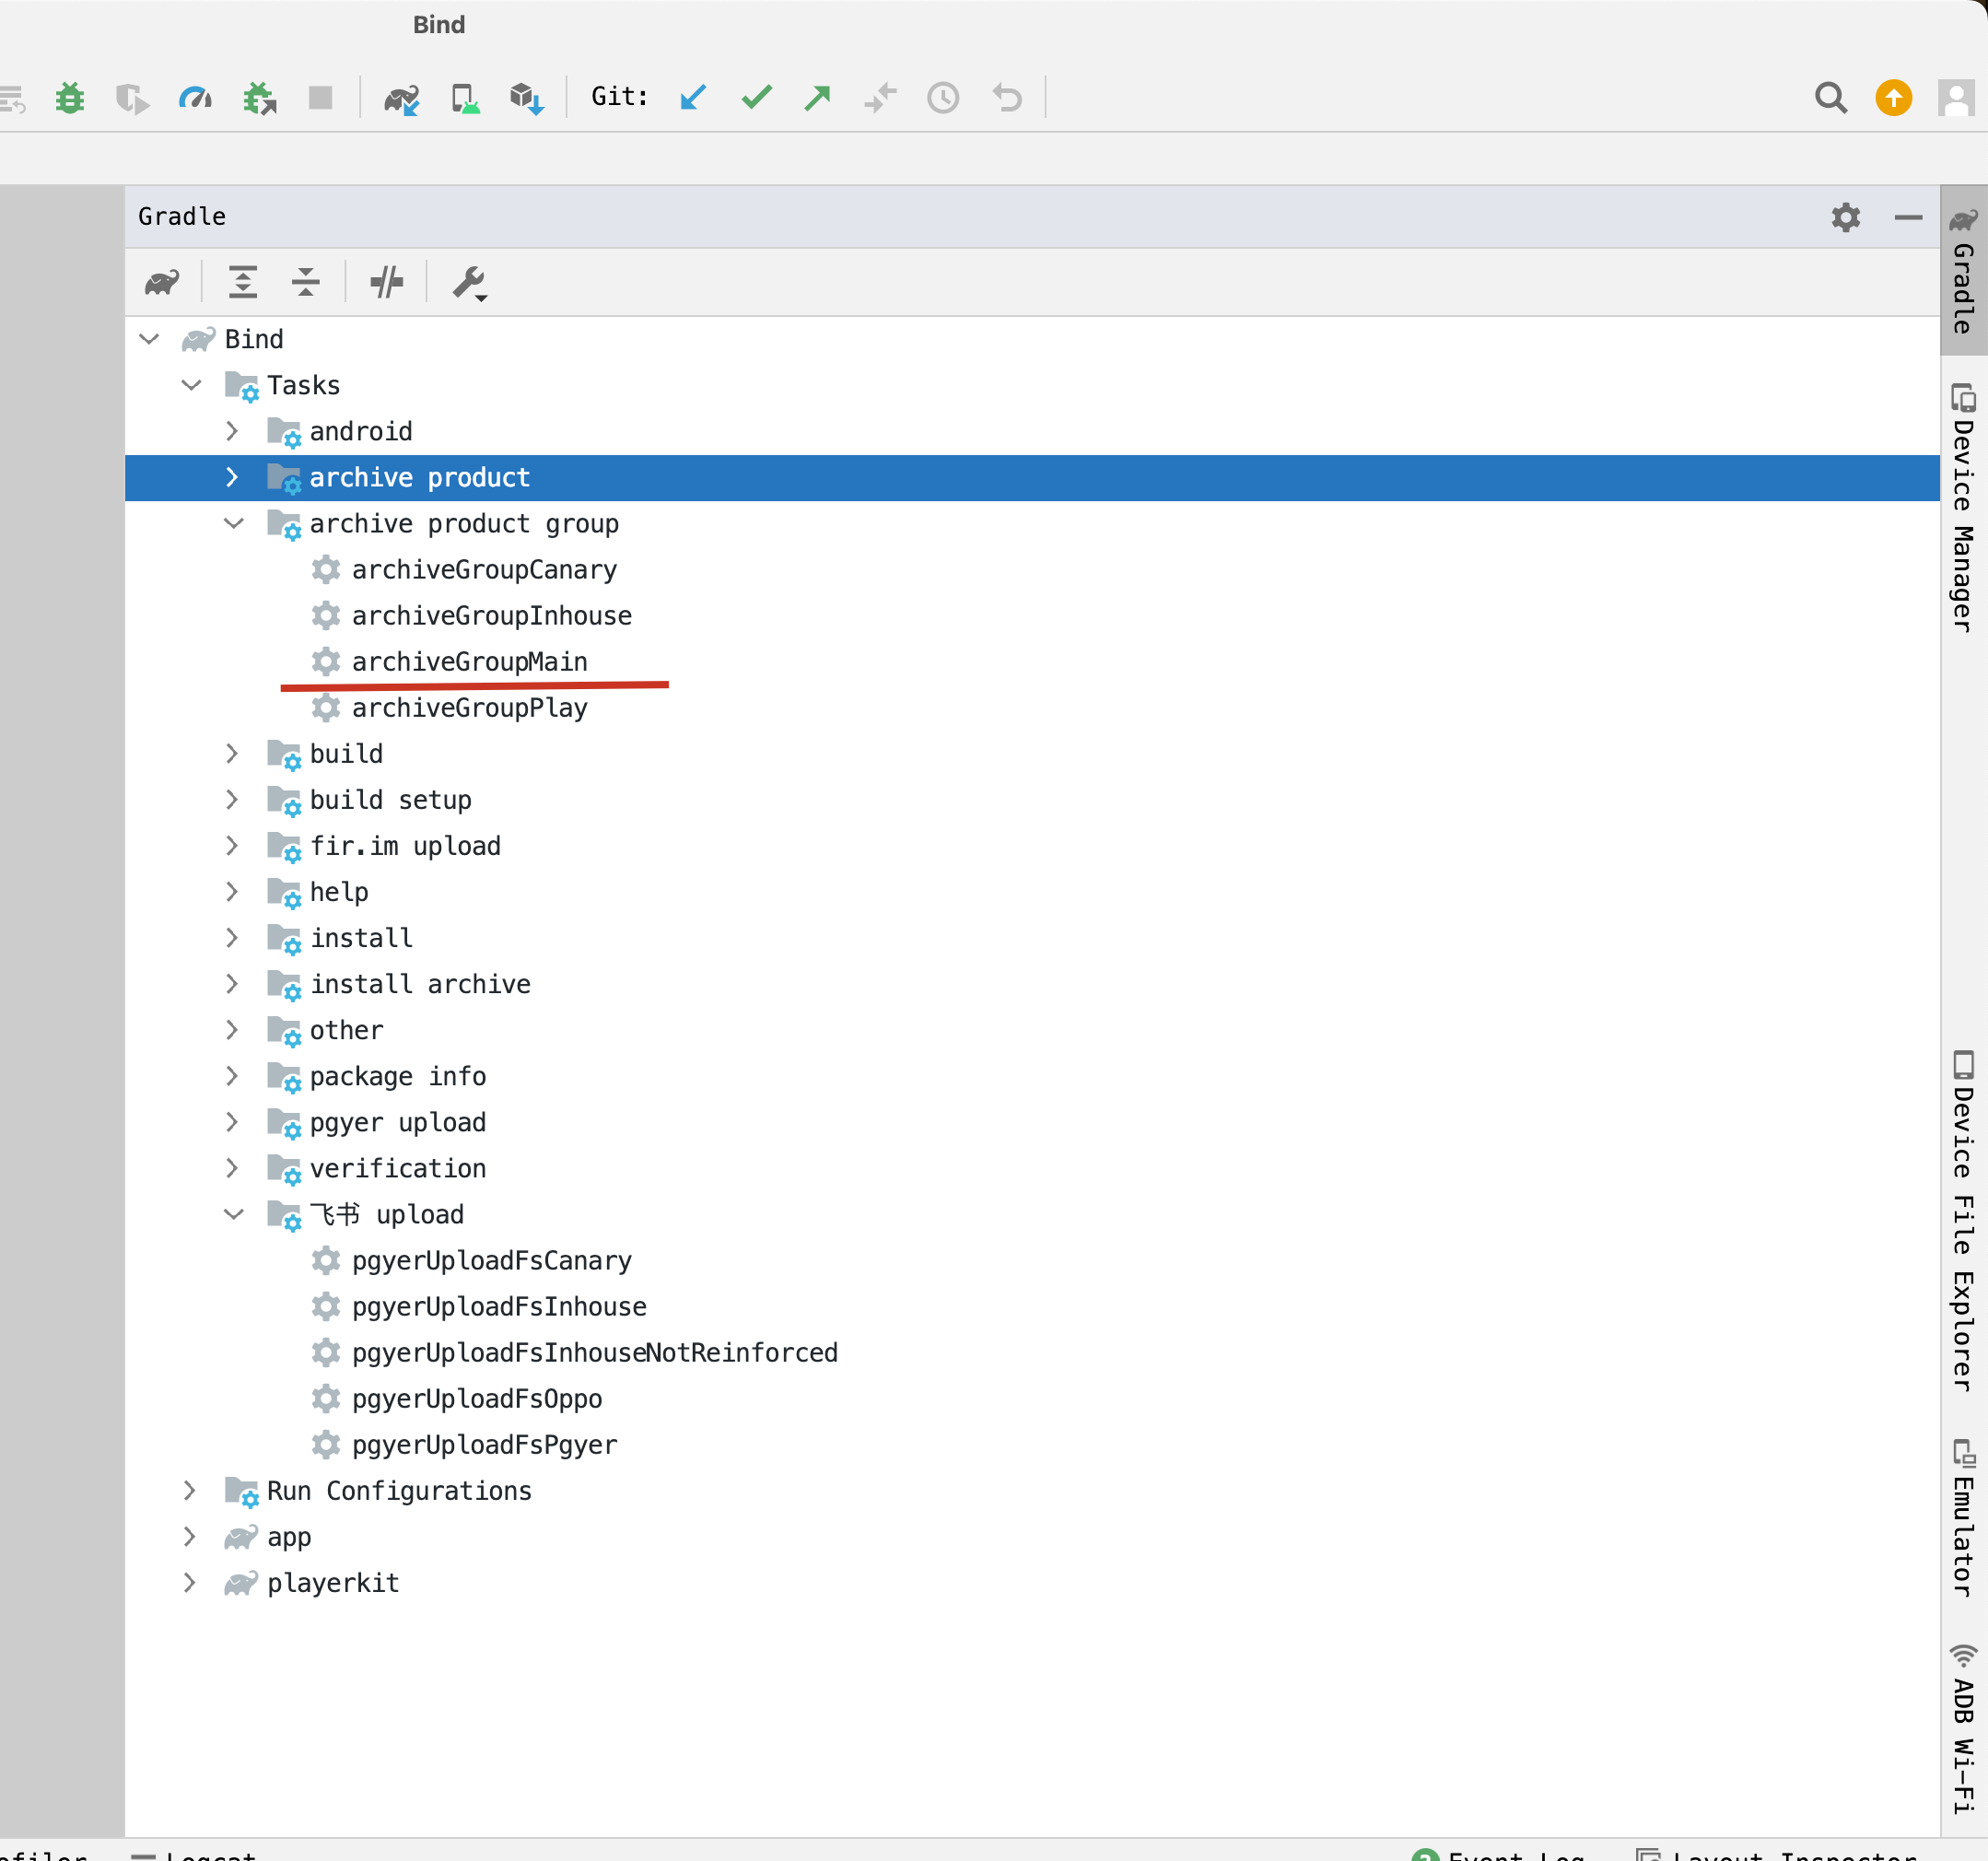 Bind
Git:
Gradle
Bind
Tasks
android
archive product
archive product group
archiveGroupCanary
archiveGroupInhouse
archiveGroupMain
archiveGroupPlay
build
build setup
fir.im upload
help
install
install archive
other
package info
pgyer upload
verification
飞书 upload
pgyerUploadFsCanary
pgyerUploadFsInhouse
pgyerUploadFsInhouseNotReinforced
pgyerUploadFsOppo
pgyerUploadFsPgyer
Run Configurations
app
playerkit
Gradle
Device Manager
Device File Explorer
Emulator
ADB Wi-Fi
Logcat
Event Log
Layout Inspector